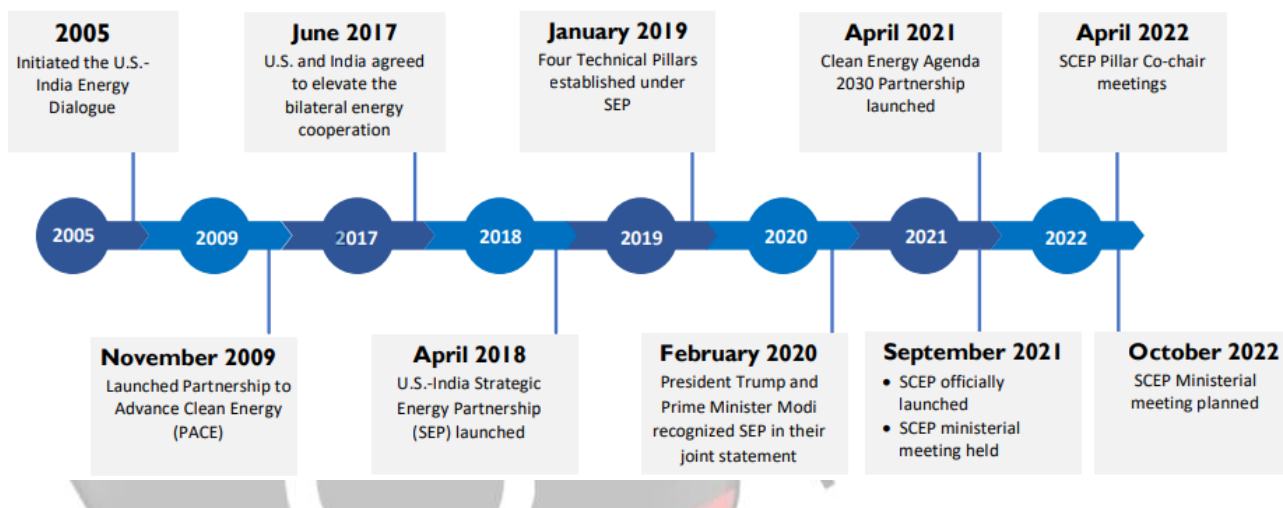 2005
Initiated the U.S.-
India Energy
Dialogue
June 2017
U.S. and India agreed
to elevate the
bilateral energy
cooperation
January 2019
Four Technical Pillars
established under
SEP
April 2021
Clean Energy Agenda
2030 Partnership
launched
April 2022
SCEP Pillar Co-chair
meetings
2005
2009
2017
2018
2019
2020
2021
2022
November 2009
Launched Partnership to
Advance Clean Energy
(PACE)
April 2018
U.S.-India Strategic
Energy Partnership
(SEP) launched
February 2020
President Trump and
Prime Minister Modi
recognized SEP in their
joint statement
September 2021
• SCEP officially
launched
• SCEP ministerial
meeting held
October 2022
SCEP Ministerial
meeting planned